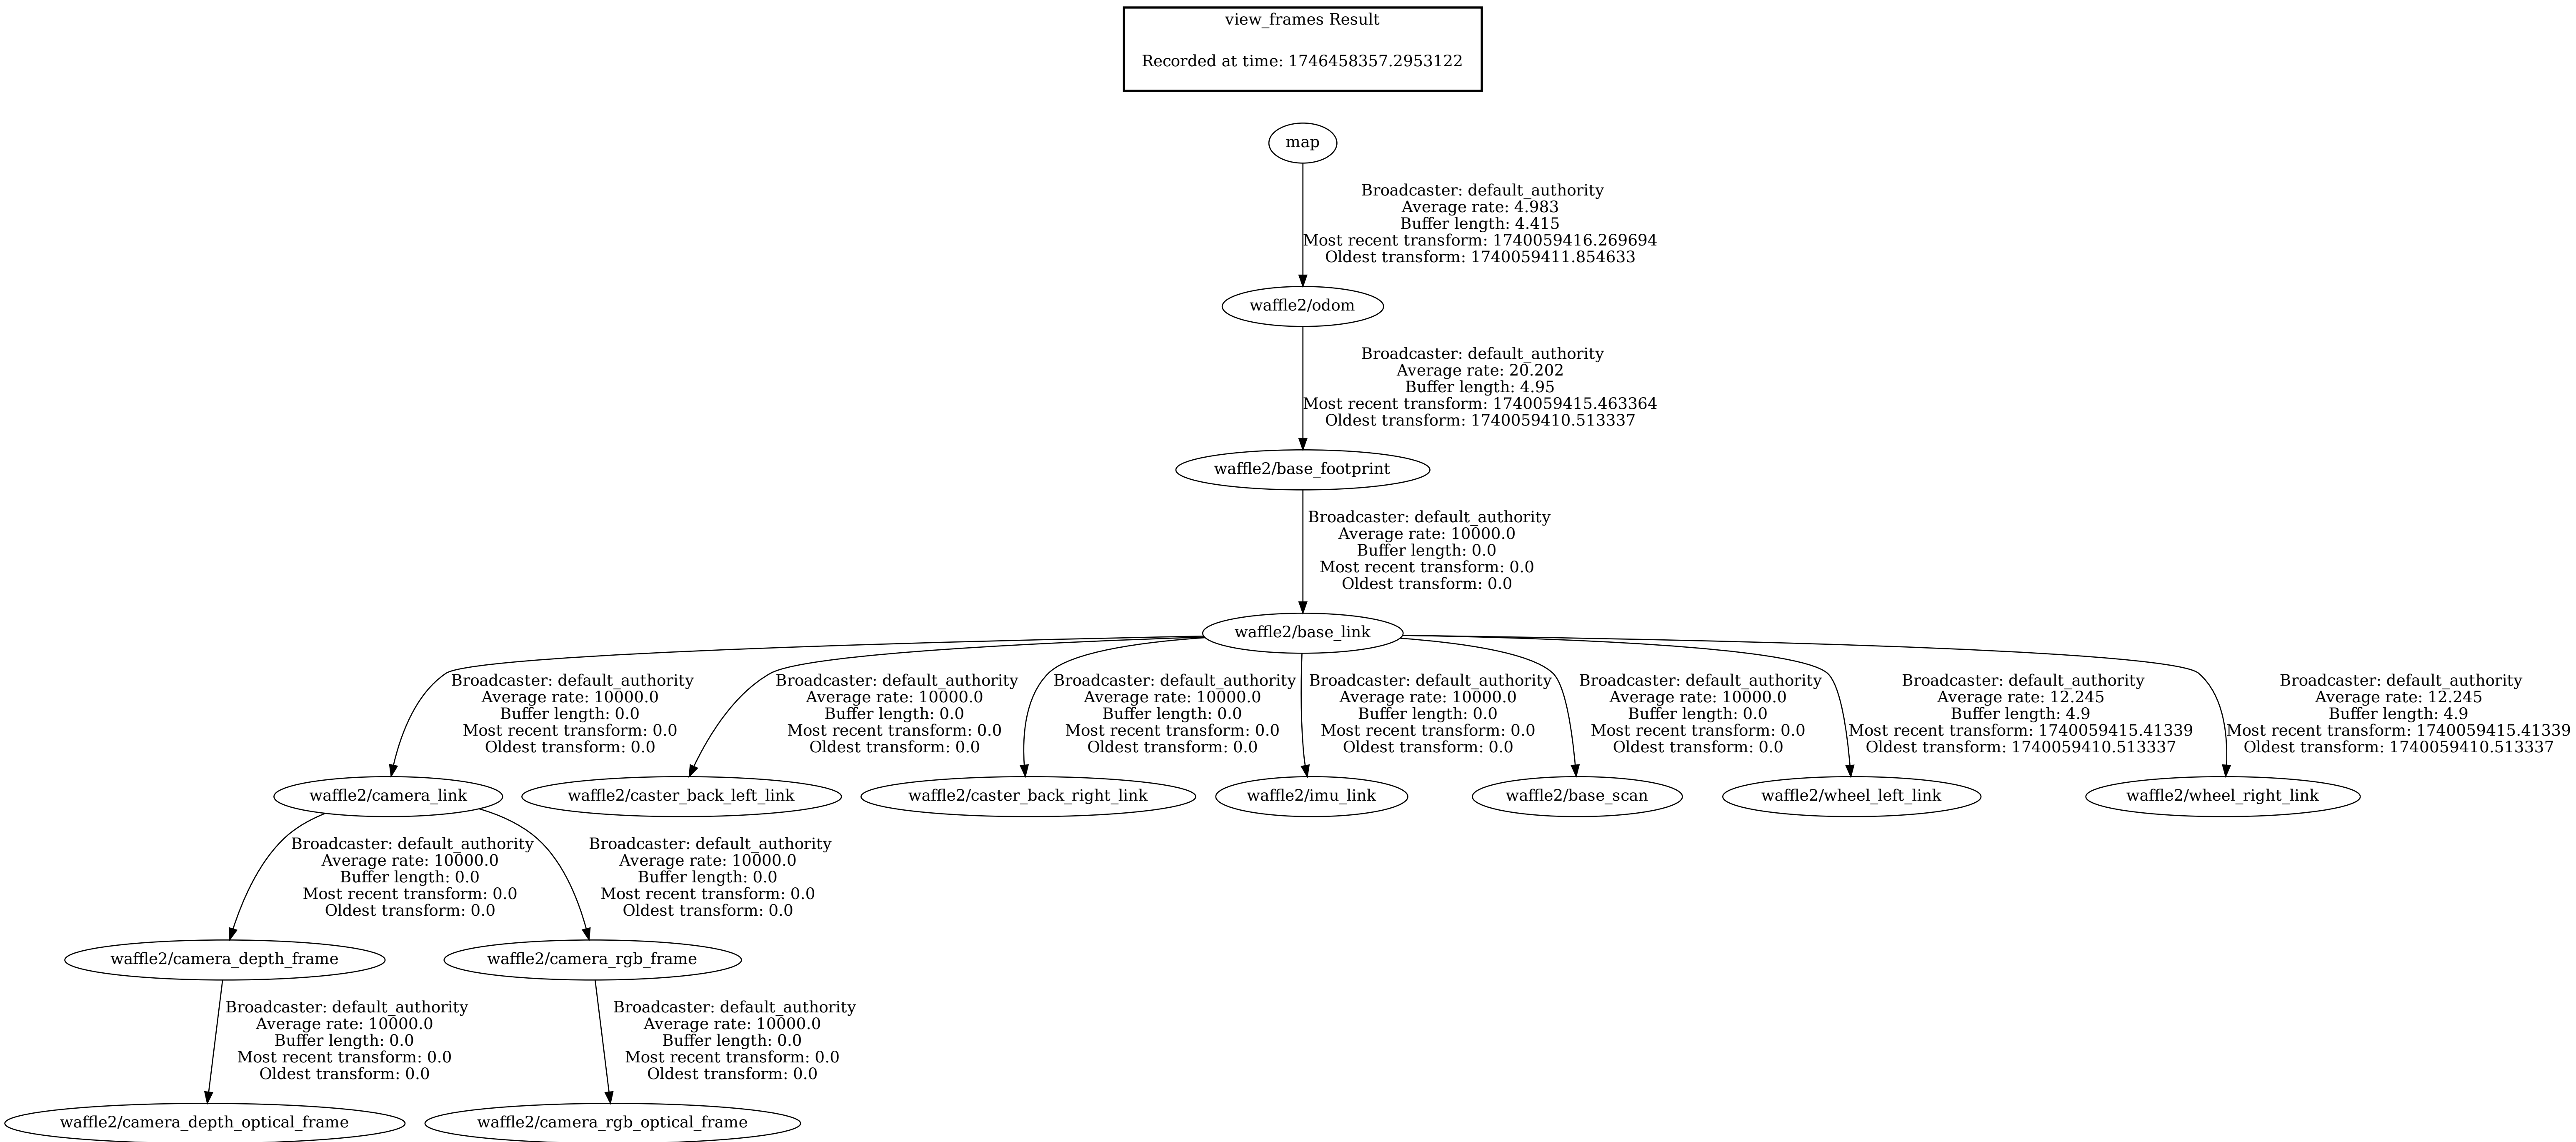 view_frames Result
Recorded at time: 1746458357.2953122
map
Broadcaster: default_authority
Average rate: 4.983
Buffer length: 4.415
Most recent transform: 1740059416.269694
Oldest transform: 1740059411.854633
waffle2/odom
Broadcaster: default_authority
Average rate: 20.202
Buffer length: 4.95
Most recent transform: 1740059415.463364
Oldest transform: 1740059410.513337
waffle2/base_footprint
Broadcaster: default_authority
Average rate: 10000.0
Buffer length: 0.0
Most recent transform: 0.0
Oldest transform: 0.0
waffle2/base_link
Broadcaster: default_authority
Average rate: 10000.0
Buffer length: 0.0
Most recent transform: 0.0
Oldest transform: 0.0
Broadcaster: default_authority
Average rate: 10000.0
Buffer length: 0.0
Most recent transform: 0.0
Oldest transform: 0.0
Broadcaster: default_authority
Average rate: 10000.0
Buffer length: 0.0
Most recent transform: 0.0
Oldest transform: 0.0
Broadcaster: default_authority
Average rate: 10000.0
Buffer length: 0.0
Most recent transform: 0.0
Oldest transform: 0.0
Broadcaster: default_authority
Average rate: 10000.0
Buffer length: 0.0
Most recent transform: 0.0
Oldest transform: 0.0
Broadcaster: default_authority
Average rate: 12.245
Buffer length: 4.9
Most recent transform: 1740059415.41339
Oldest transform: 1740059410.513337
Broadcaster: default_authority
Average rate: 12.245
Buffer length: 4.9
Most recent transform: 1740059415.41339
Oldest transform: 1740059410.513337
waffle2/camera_link
waffle2/caster_back_left_link
waffle2/caster_back_right_link
waffle2/imu_link
waffle2/base_scan
waffle2/wheel_left_link
waffle2/wheel_right_link
Broadcaster: default_authority
Average rate: 10000.0
Buffer length: 0.0
Most recent transform: 0.0
Oldest transform: 0.0
Broadcaster: default_authority
Average rate: 10000.0
Buffer length: 0.0
Most recent transform: 0.0
Oldest transform: 0.0
waffle2/camera_depth_frame
waffle2/camera_rgb_frame
Broadcaster: default_authority
Average rate: 10000.0
Buffer length: 0.0
Most recent transform: 0.0
Oldest transform: 0.0
Broadcaster: default_authority
Average rate: 10000.0
Buffer length: 0.0
Most recent transform: 0.0
Oldest transform: 0.0
waffle2/camera_depth_optical_frame
waffle2/camera_rgb_optical_frame